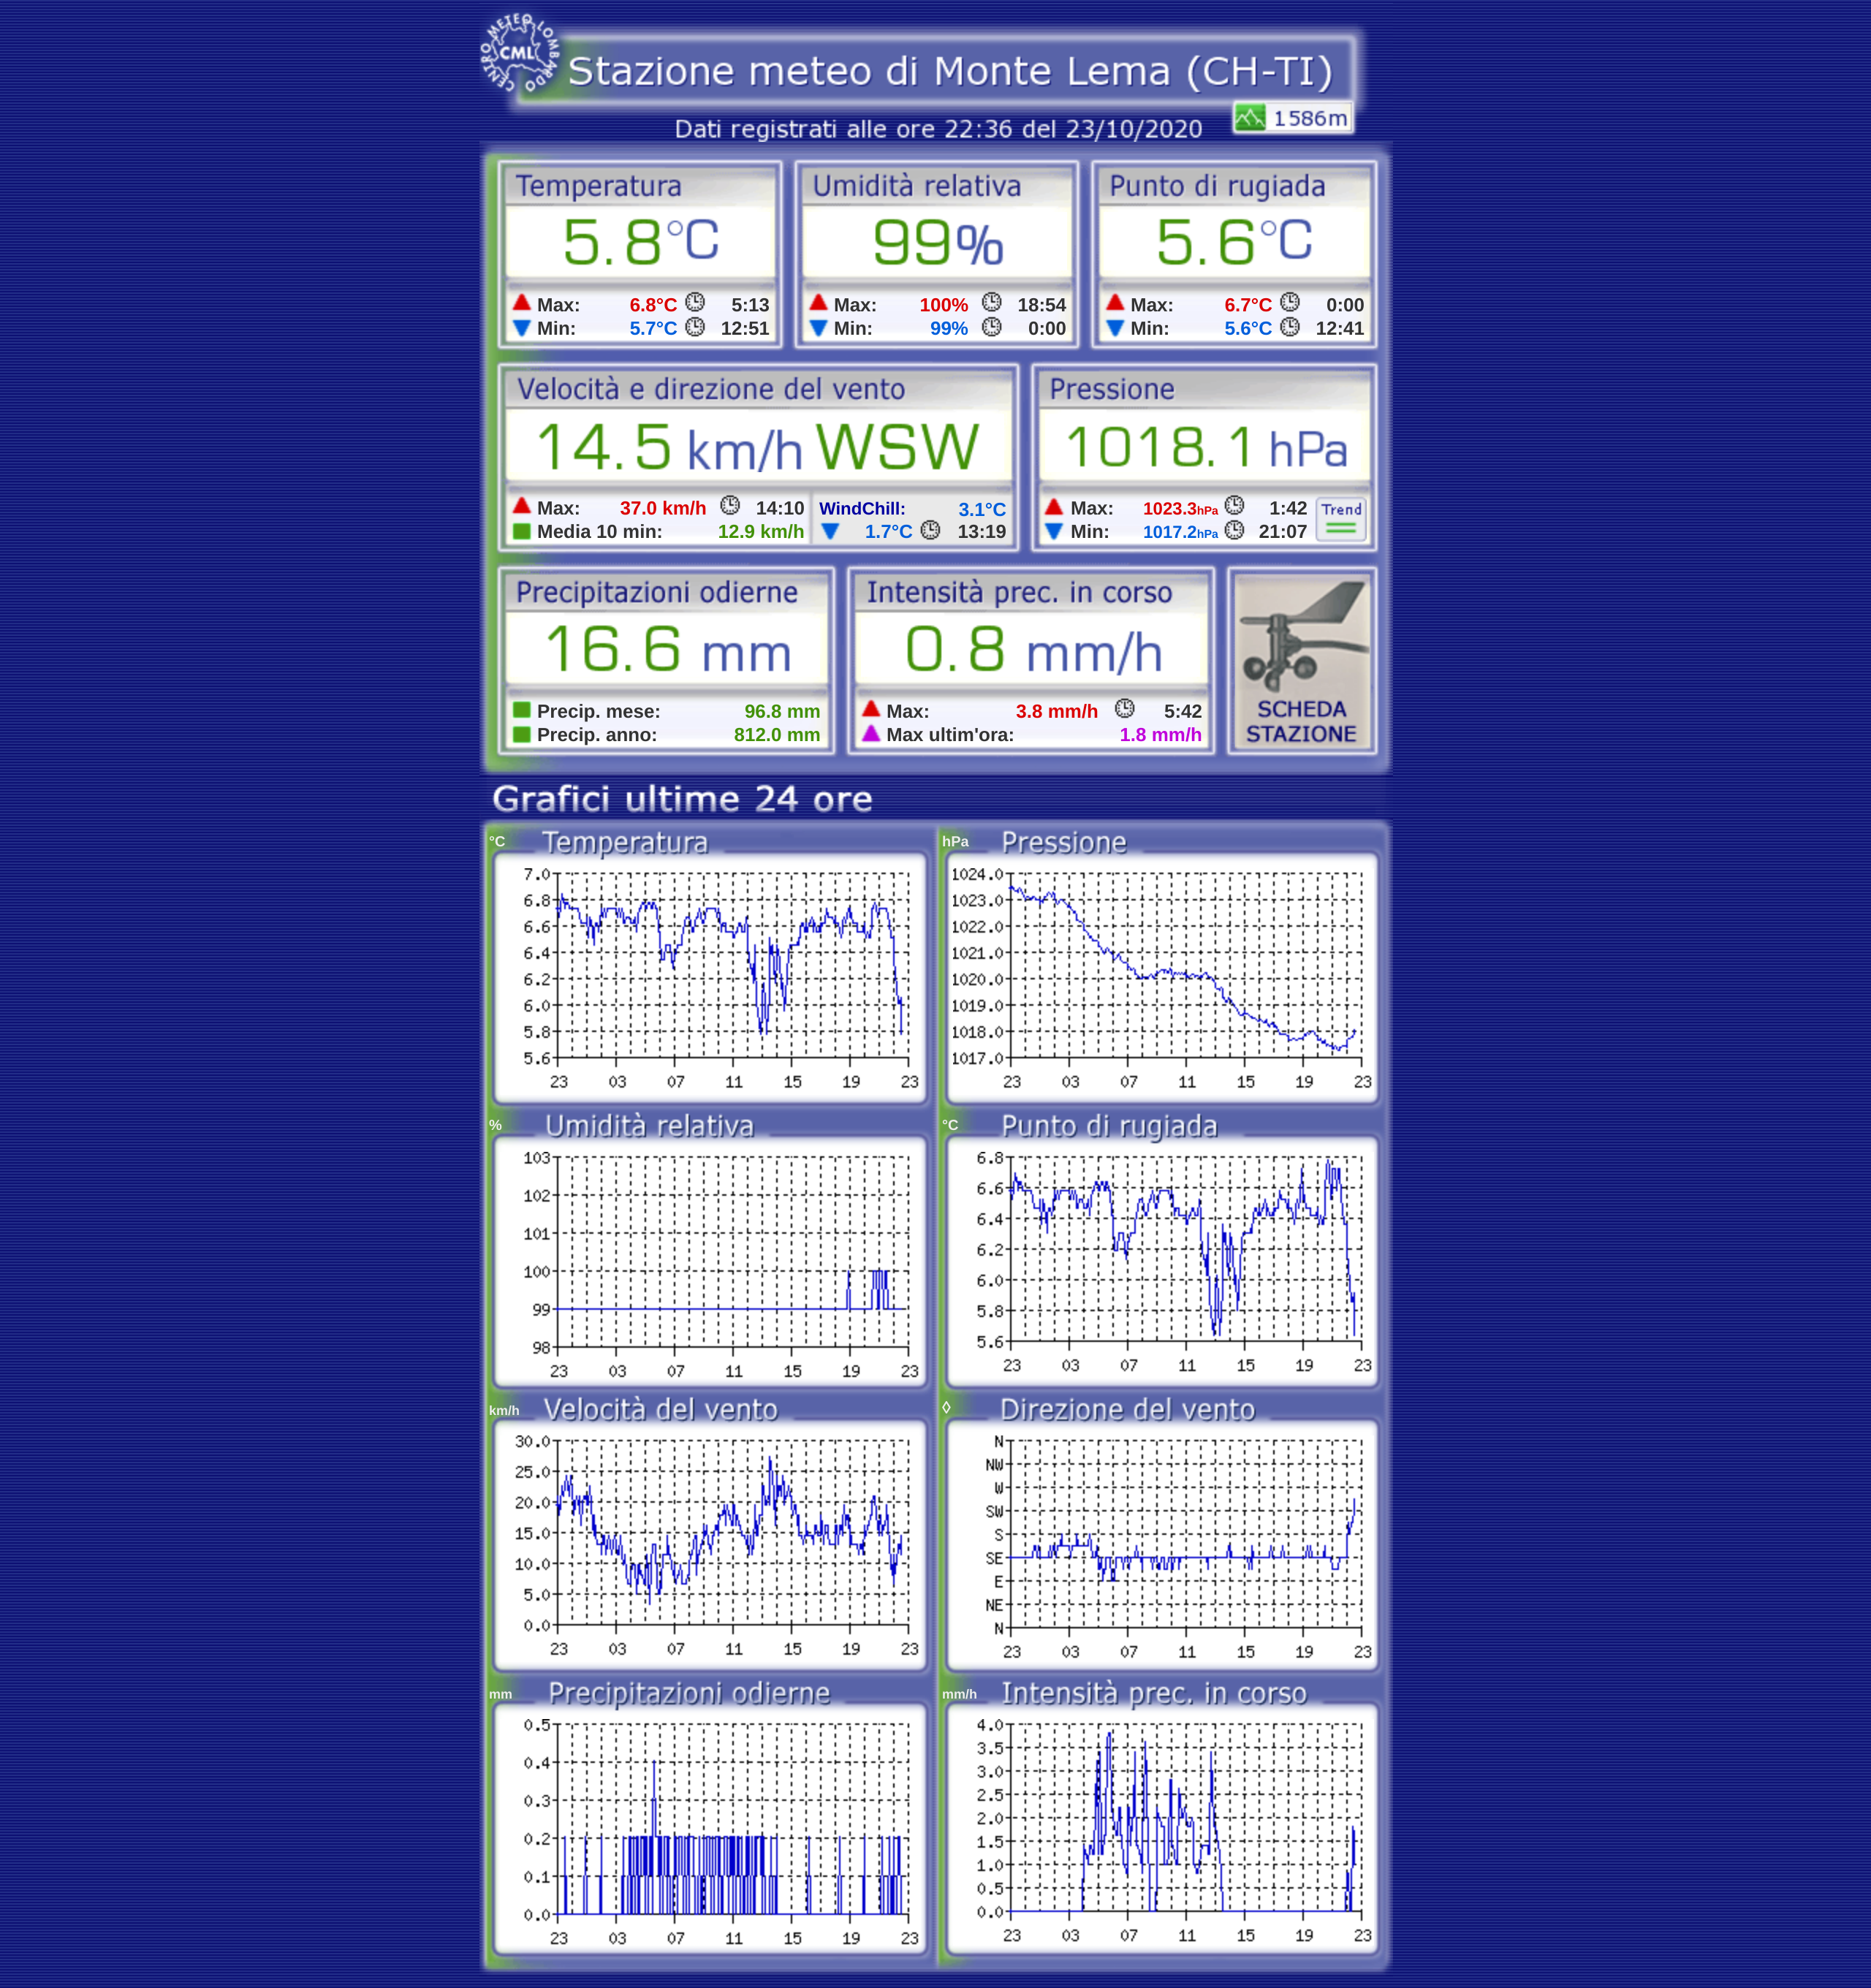 CENTRO METEO LOMBARDO
CML
Stazione meteo di Monte Lema (CH-TI)
1586m
Dati registrati alle ore 22:36 del 23/10/2020
Temperatura
5.8°C
Max: 6.8°C 5:13
Min: 5.7°C 12:51
Umidità relativa
99%
Max: 100% 18:54
Min: 99% 0:00
Punto di rugiada
5.6°C
Max: 6.7°C 0:00
Min: 5.6°C 12:41
Velocità e direzione del vento
14.5 km/h WSW
Max: 37.0 km/h 14:10
Media 10 min: 12.9 km/h
WindChill: 3.1°C
1.7°C 13:19
Pressione
1018.1 hPa
Max: 1023.3hPa 1:42
Min: 1017.2hPa 21:07
Trend
Precipitazioni odierne
16.6 mm
Precip. mese: 96.8 mm
Precip. anno: 812.0 mm
Intensità prec. in corso
0.8 mm/h
Max: 3.8 mm/h 5:42
Max ultim'ora: 1.8 mm/h
SCHEDA
STAZIONE
Grafici ultime 24 ore
°C Temperatura
7.0
6.8
6.6
6.4
6.2
6.0
5.8
5.6
23 03 07 11 15 19 23
hPa Pressione
1024.0
1023.0
1022.0
1021.0
1020.0
1019.0
1018.0
1017.0
23 03 07 11 15 19 23
% Umidità relativa
103
102
101
100
99
98
23 03 07 11 15 19 23
°C Punto di rugiada
6.8
6.6
6.4
6.2
6.0
5.8
5.6
23 03 07 11 15 19 23
km/h Velocità del vento
30.0
25.0
20.0
15.0
10.0
5.0
0.0
23 03 07 11 15 19 23
◊ Direzione del vento
N
NW
W
SW
S
SE
E
NE
N
23 03 07 11 15 19 23
mm Precipitazioni odierne
0.5
0.4
0.3
0.2
0.1
0.0
23 03 07 11 15 19 23
mm/h Intensità prec. in corso
4.0
3.5
3.0
2.5
2.0
1.5
1.0
0.5
0.0
23 03 07 11 15 19 23